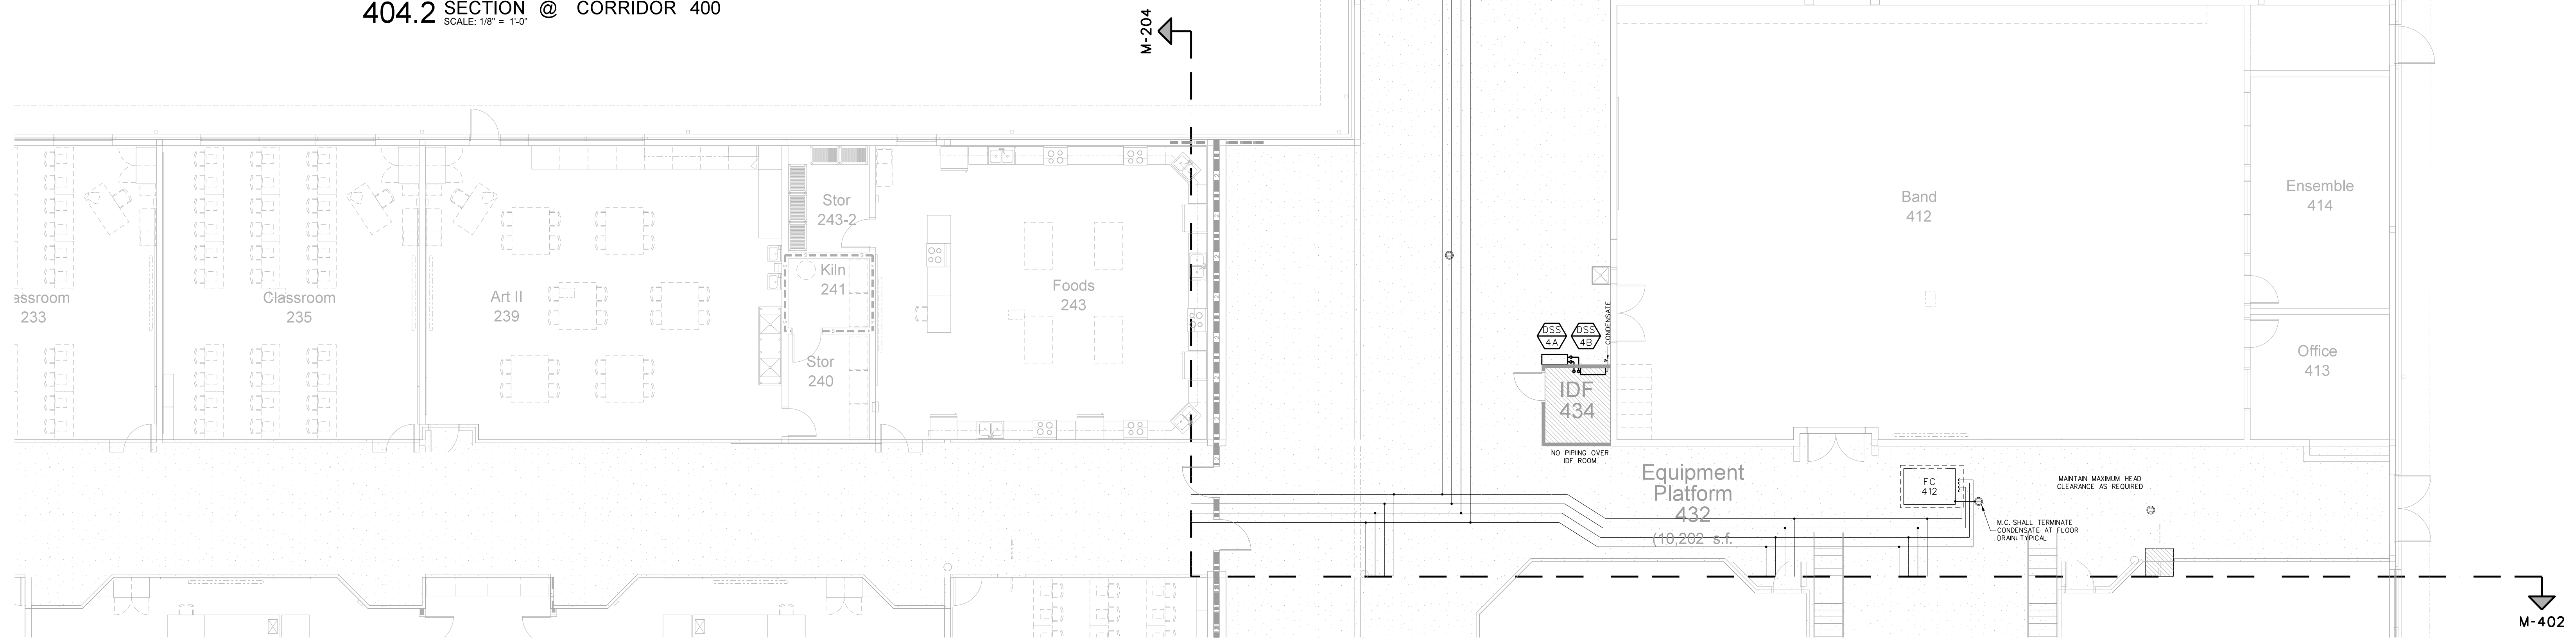 404.2 SECTION @ CORRIDOR 400
SCALE: 1/8" = 1'-0"
M-204
Stor
243-2
Kiln
241
Stor
240
assroom
233
Classroom
235
Art II
239
Foods
243
Band
412
Ensemble
414
Office
413
DSS
4A
DSS
4B
CONDENSATE
IDF
434
NO PIPING OVER
IDF ROOM
Equipment
Platform
432
(10,202 s.f.
FC
412
MAINTAIN MAXIMUM HEAD
CLEARANCE AS REQUIRED
M.C. SHALL TERMINATE
CONDENSATE AT FLOOR
DRAIN; TYPICAL
M-402